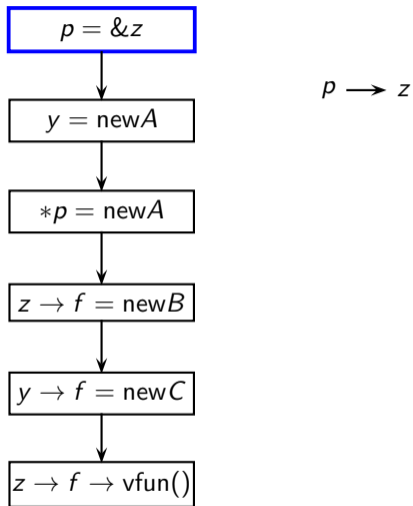 p = &z
p → z
y = newA
*p = newA
z → f = newB
y → f = newC
z → f → vfun()